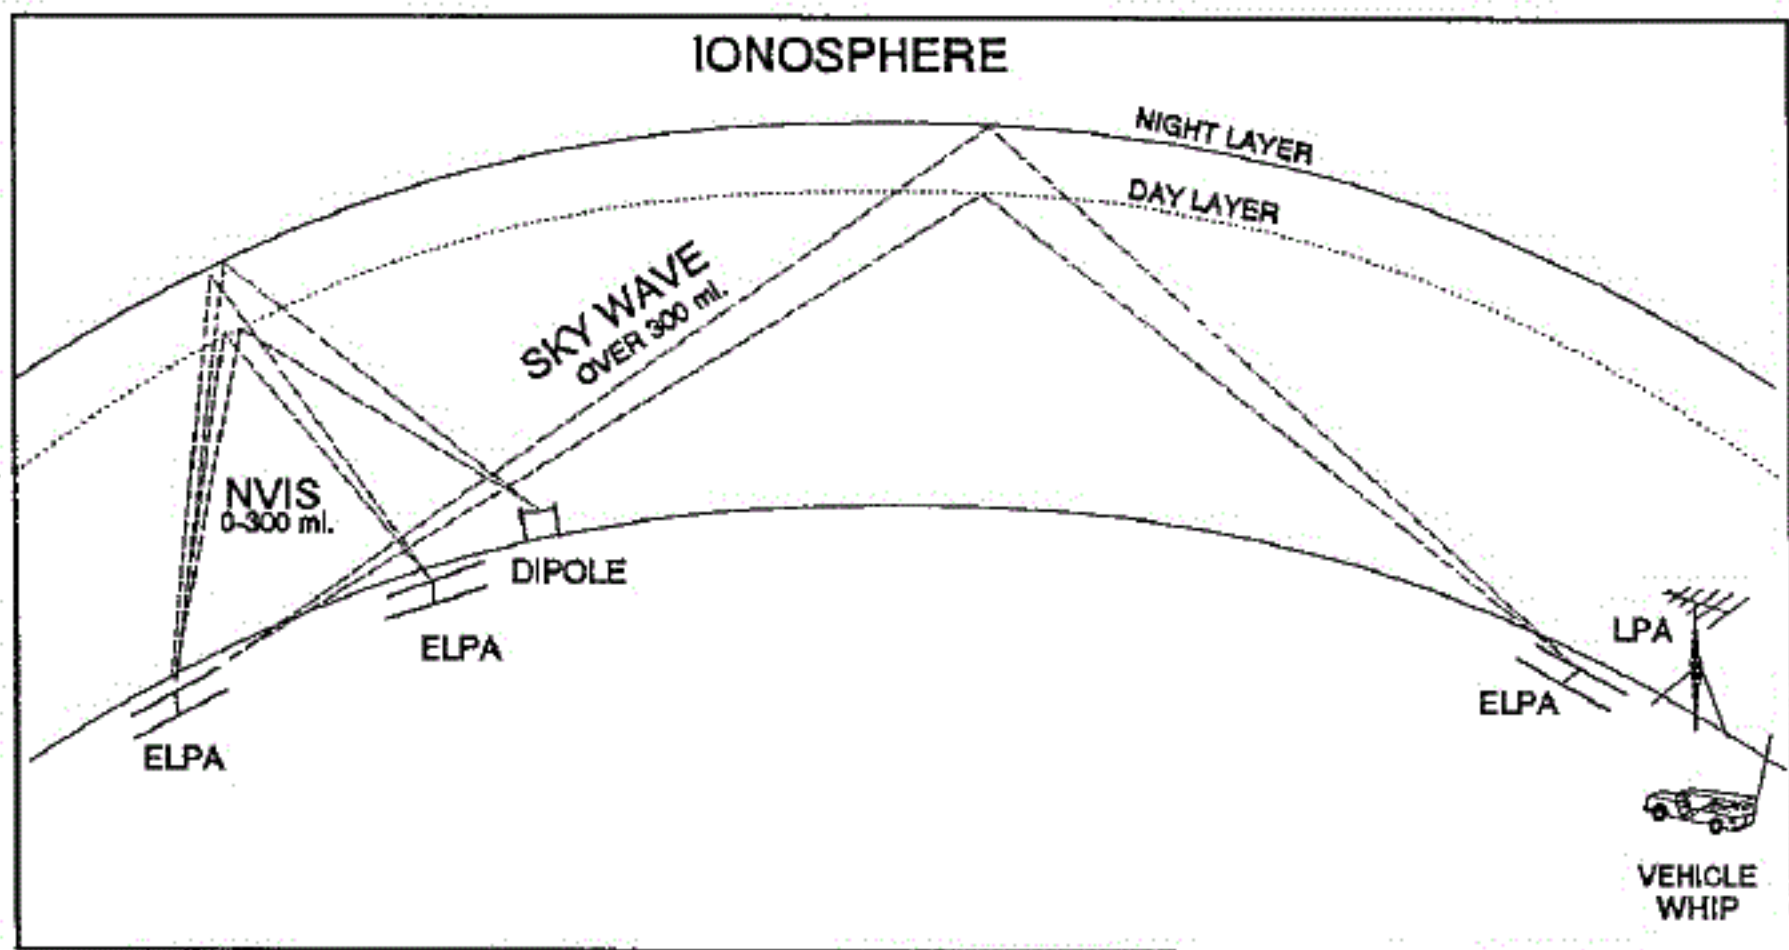 IONOSPHERE
NIGHT LAYER
DAY LAYER
SKY WAVE
OVER 300 mi.
NVIS
0-300 mi.
DIPOLE
ELPA
LPA
ELPA
ELPA
VEHICLE
WHIP